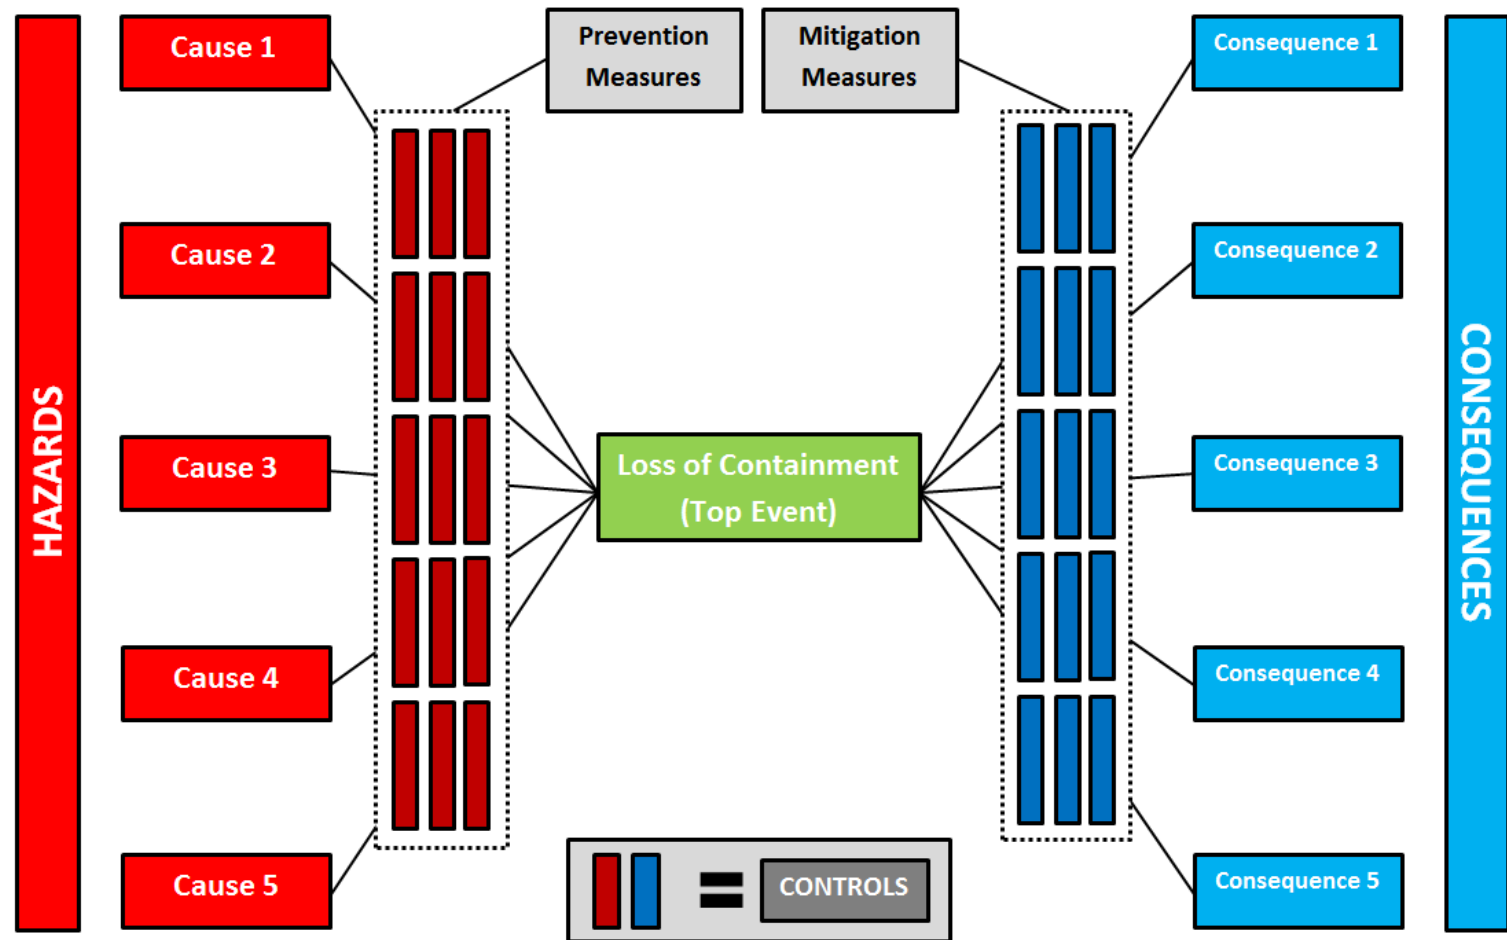 HAZARDS
Cause 1
Cause 2
Cause 3
Cause 4
Cause 5
Prevention
Measures
Mitigation
Measures
Loss of Containment
(Top Event)
CONTROLS
Consequence 1
Consequence 2
Consequence 3
Consequence 4
Consequence 5
CONSEQUENCES